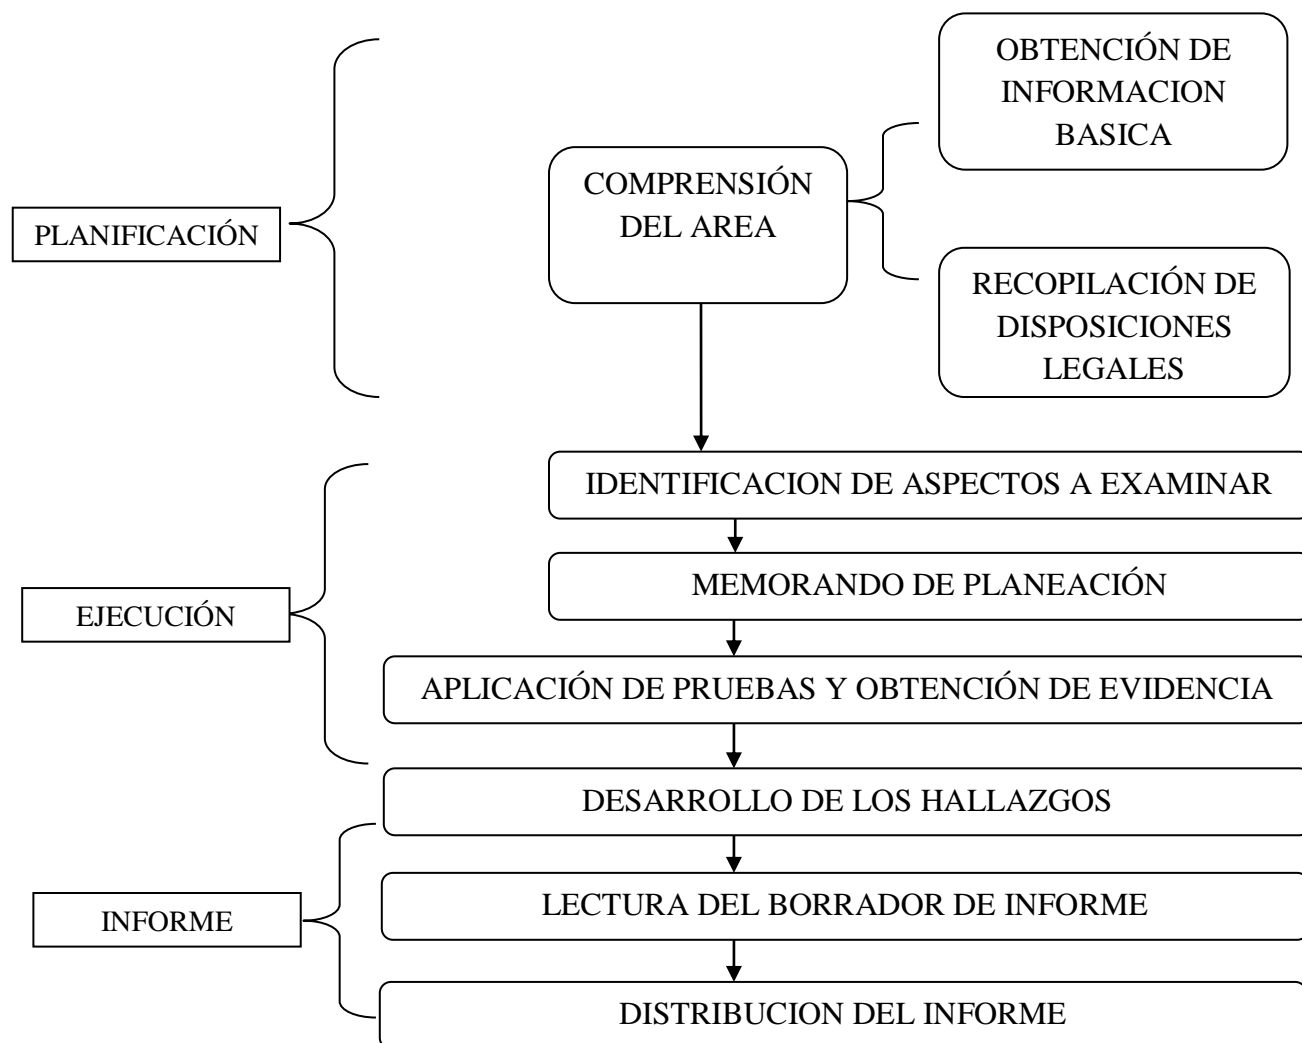 OBTENCIÓN DE
INFORMACION
BASICA
COMPRENSIÓN
DEL AREA
PLANIFICACIÓN
RECOPILACIÓN DE
DISPOSICIONES
LEGALES
IDENTIFICACION DE ASPECTOS A EXAMINAR
MEMORANDO DE PLANEACIÓN
EJECUCIÓN
APLICACIÓN DE PRUEBAS Y OBTENCIÓN DE EVIDENCIA
DESARROLLO DE LOS HALLAZGOS
LECTURA DEL BORRADOR DE INFORME
INFORME
DISTRIBUCION DEL INFORME